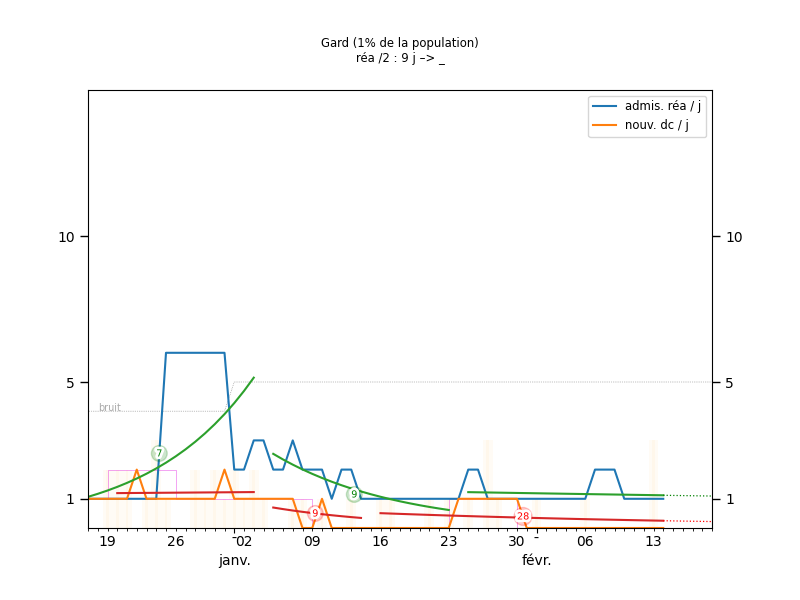 Gard (1% de la population)
réa /2 : 9 j –> _
admis. réa / j
nouv. dc / j
10
10
5
5
bruit
7
9
1
1
9
28
19
26
02
09
16
23
30
06
13
janv.
févr.